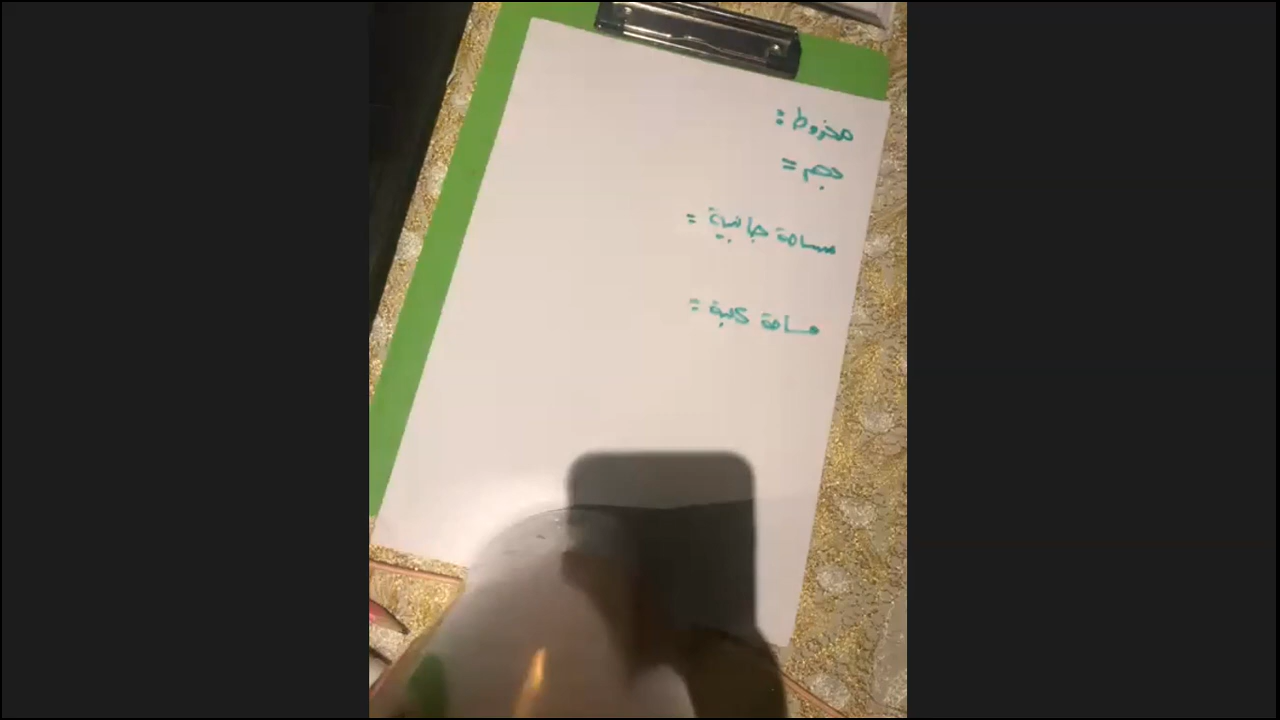 مخروط :
حجم =
مساحة جانبية =
مساحة كلية =